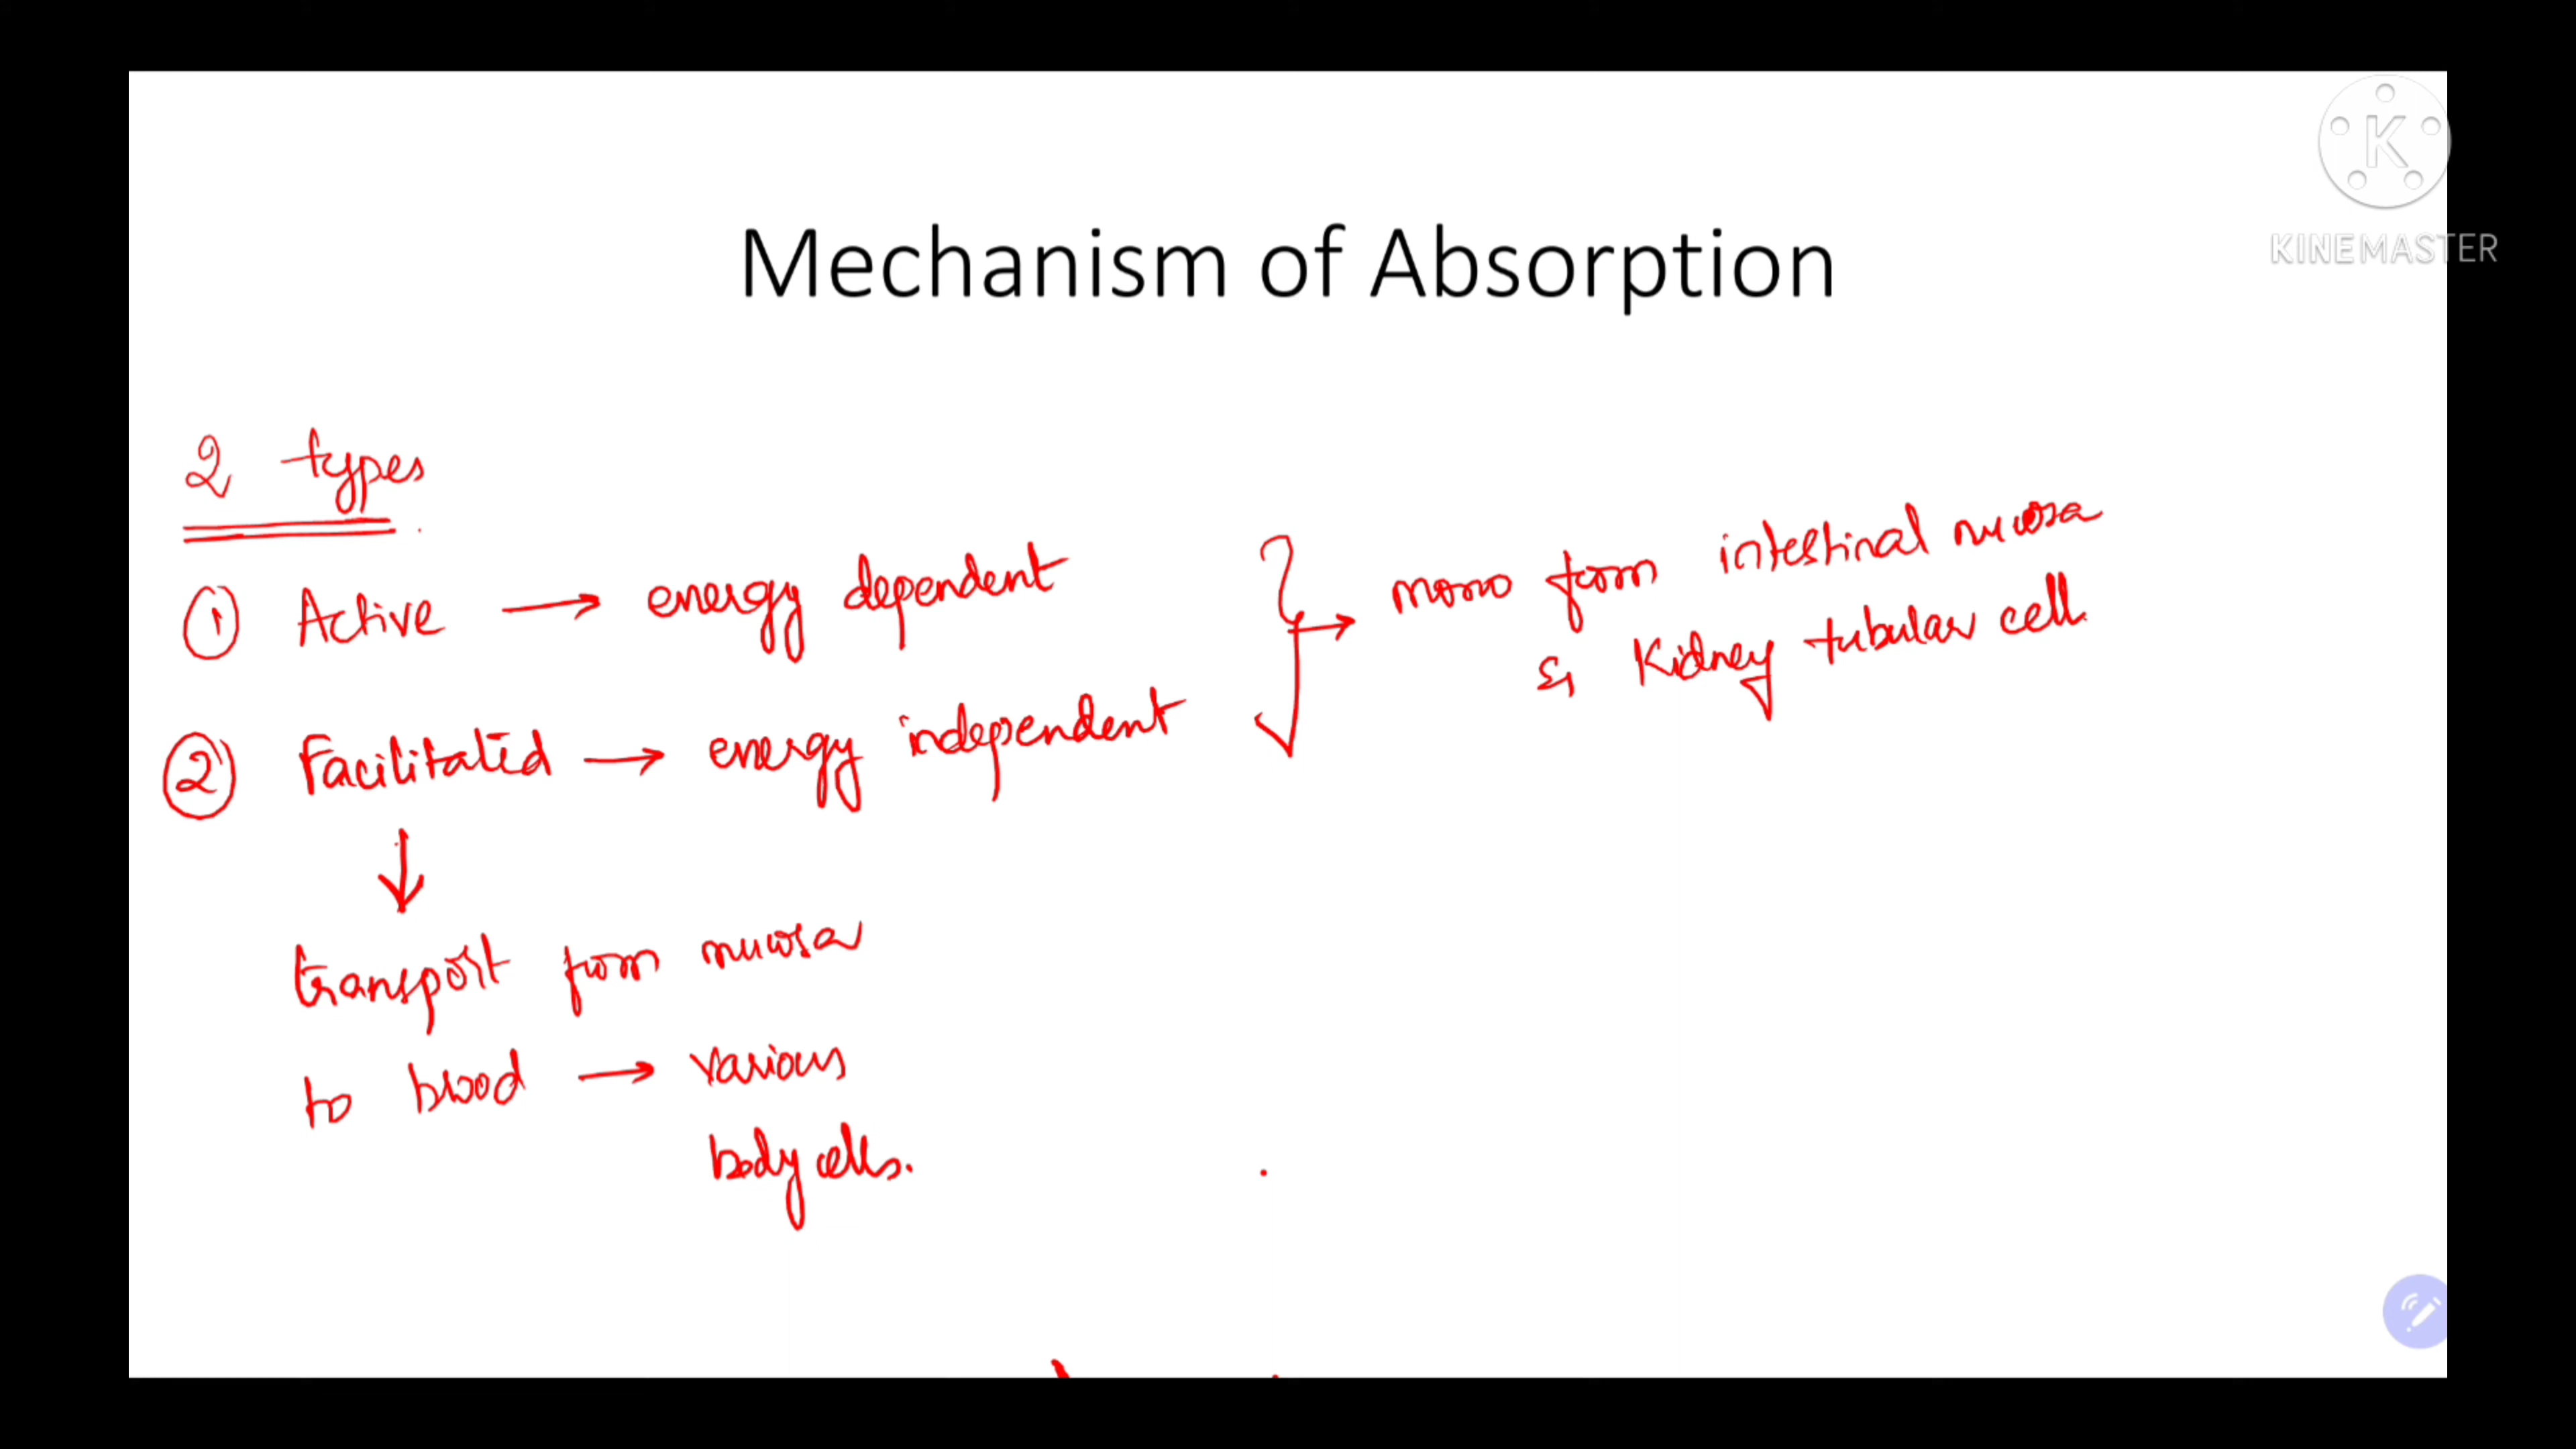 Mechanism of Absorption
K
KINEMASTER
2 types
① Active → energy dependent
② Facilitated → energy independent
→ mono from intestinal mucosa
& Kidney tubular cell
↓
transport from mucosa
to blood → various
body cells.